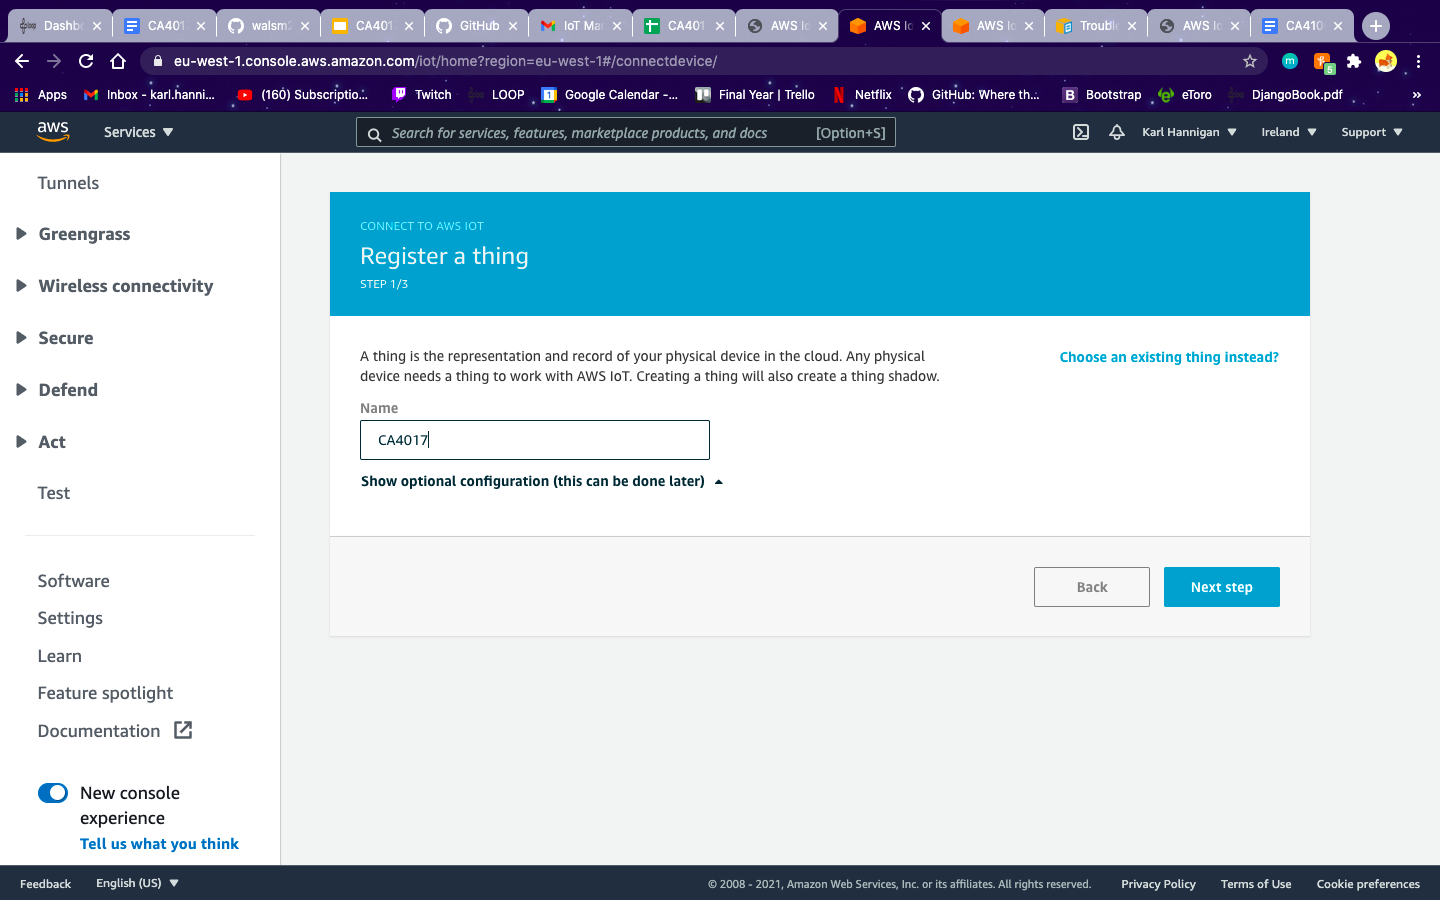 Dashbo
CA401
walsm2
CA401
GitHub
IoT Ma
CA401
AWS Io
AWS Io
AWS Io
Trouble
AWS Io
CA410
eu-west-1.console.aws.amazon.com/iot/home?region=eu-west-1#/connectdevice/
m
5
Apps
Inbox - karl.hanni...
(160) Subscriptio...
Twitch
LOOP
1
Google Calendar -...
Final Year | Trello
Netflix
GitHub: Where th...
B
Bootstrap
eToro
DjangoBook.pdf
»
aws
Services
Search for services, features, marketplace products, and docs
[Option+S]
Karl Hannigan
Ireland
Support
Tunnels
Greengrass
Wireless connectivity
Secure
Defend
Act
Test
Software
Settings
Learn
Feature spotlight
Documentation
New console
experience
Tell us what you think
CONNECT TO AWS IOT
Register a thing
STEP 1/3
A thing is the representation and record of your physical device in the cloud. Any physical
device needs a thing to work with AWS IoT. Creating a thing will also create a thing shadow.
Choose an existing thing instead?
Name
CA4017
Show optional configuration (this can be done later)
Back
Next step
Feedback
English (US)
© 2008 - 2021, Amazon Web Services, Inc. or its affiliates. All rights reserved.
Privacy Policy
Terms of Use
Cookie preferences